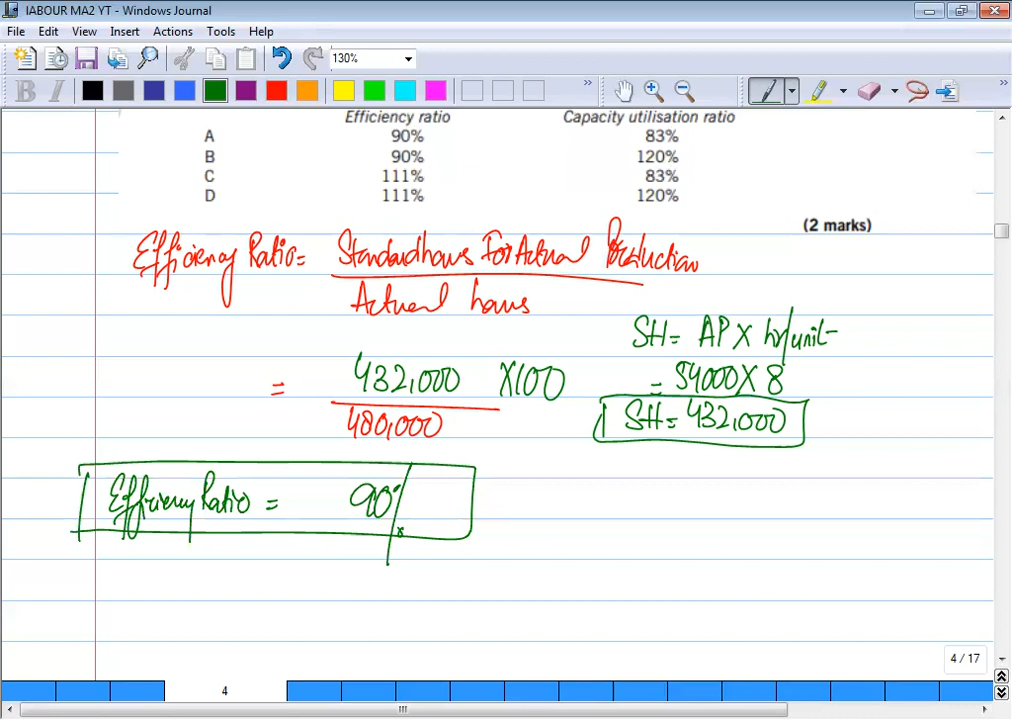 IABOUR MA2 YT - Windows Journal
File Edit View Insert Actions Tools Help
130%
B I
Efficiency ratio Capacity utilisation ratio
A 90% 83%
B 90% 120%
C 111% 83%
D 111% 120%
(2 marks)
Efficiency Ratio = Standard hours For Actual Production
Actual hours
SH = AP X hr/unit
= 432,000 X100
480,000
= 54000 X 8
SH = 432,000
Efficiency Ratio = 90%
4 / 17
4